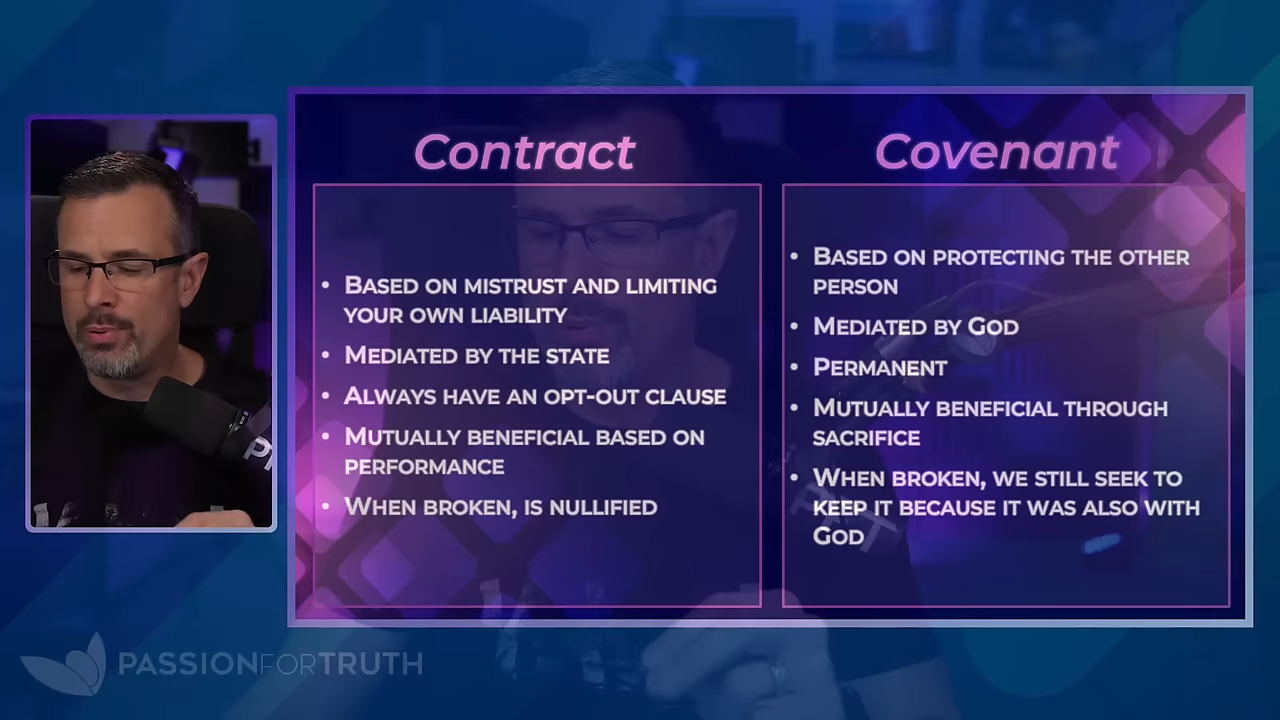 Contract
• BASED ON MISTRUST AND LIMITING
YOUR OWN LIABILITY
• MEDIATED BY THE STATE
• ALWAYS HAVE AN OPT-OUT CLAUSE
• MUTUALLY BENEFICIAL BASED ON
PERFORMANCE
• WHEN BROKEN, IS NULLIFIED
Covenant
• BASED ON PROTECTING THE OTHER
PERSON
• MEDIATED BY GOD
• PERMANENT
• MUTUALLY BENEFICIAL THROUGH
SACRIFICE
• WHEN BROKEN, WE STILL SEEK TO
KEEP IT BECAUSE IT WAS ALSO WITH
GOD
PASSIONFORTRUTH